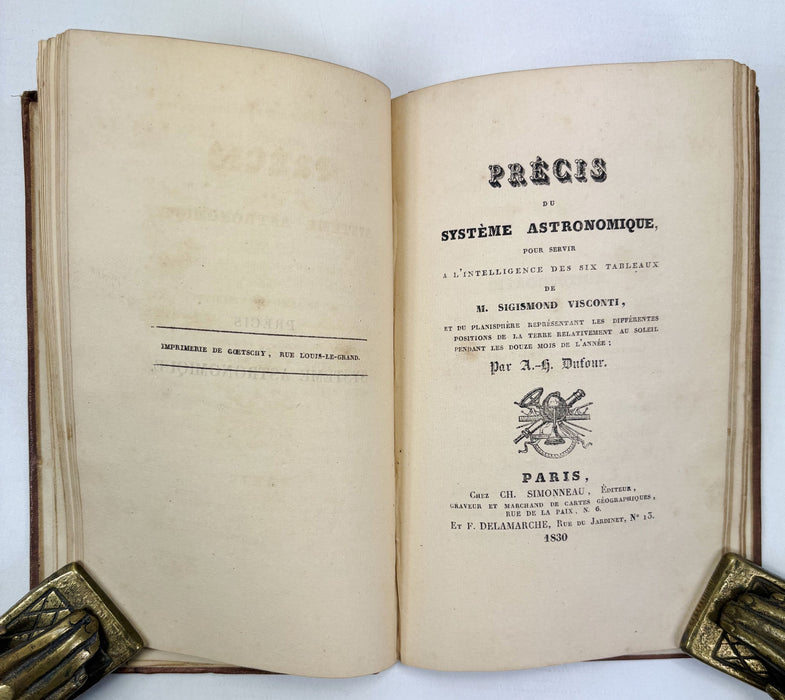 IMPRIMERIE DE GŒTSCHY, RUE LOUIS-LE-GRAND.
PRÉCIS
DU
SYSTÈME ASTRONOMIQUE,
POUR SERVIR
A L'INTELLIGENCE DES SIX TABLEAUX
DE
M. SIGISMOND VISCONTI,
ET DU PLANISPHÈRE REPRÉSENTANT LES DIFFÉRENTES
POSITIONS DE LA TERRE RELATIVEMENT AU SOLEIL
PENDANT LES DOUZE MOIS DE L'ANNÉE;
Par A.-H. Dufour.
PARIS,
CHEZ CH. SIMONNEAU, ÉDITEUR,
GRAVEUR ET MARCHAND DE CARTES GÉOGRAPHIQUES,
RUE DE LA PAIX, N. 6.
ET F. DELAMARCHE, RUE DU JARDINET, N° 13.
1830